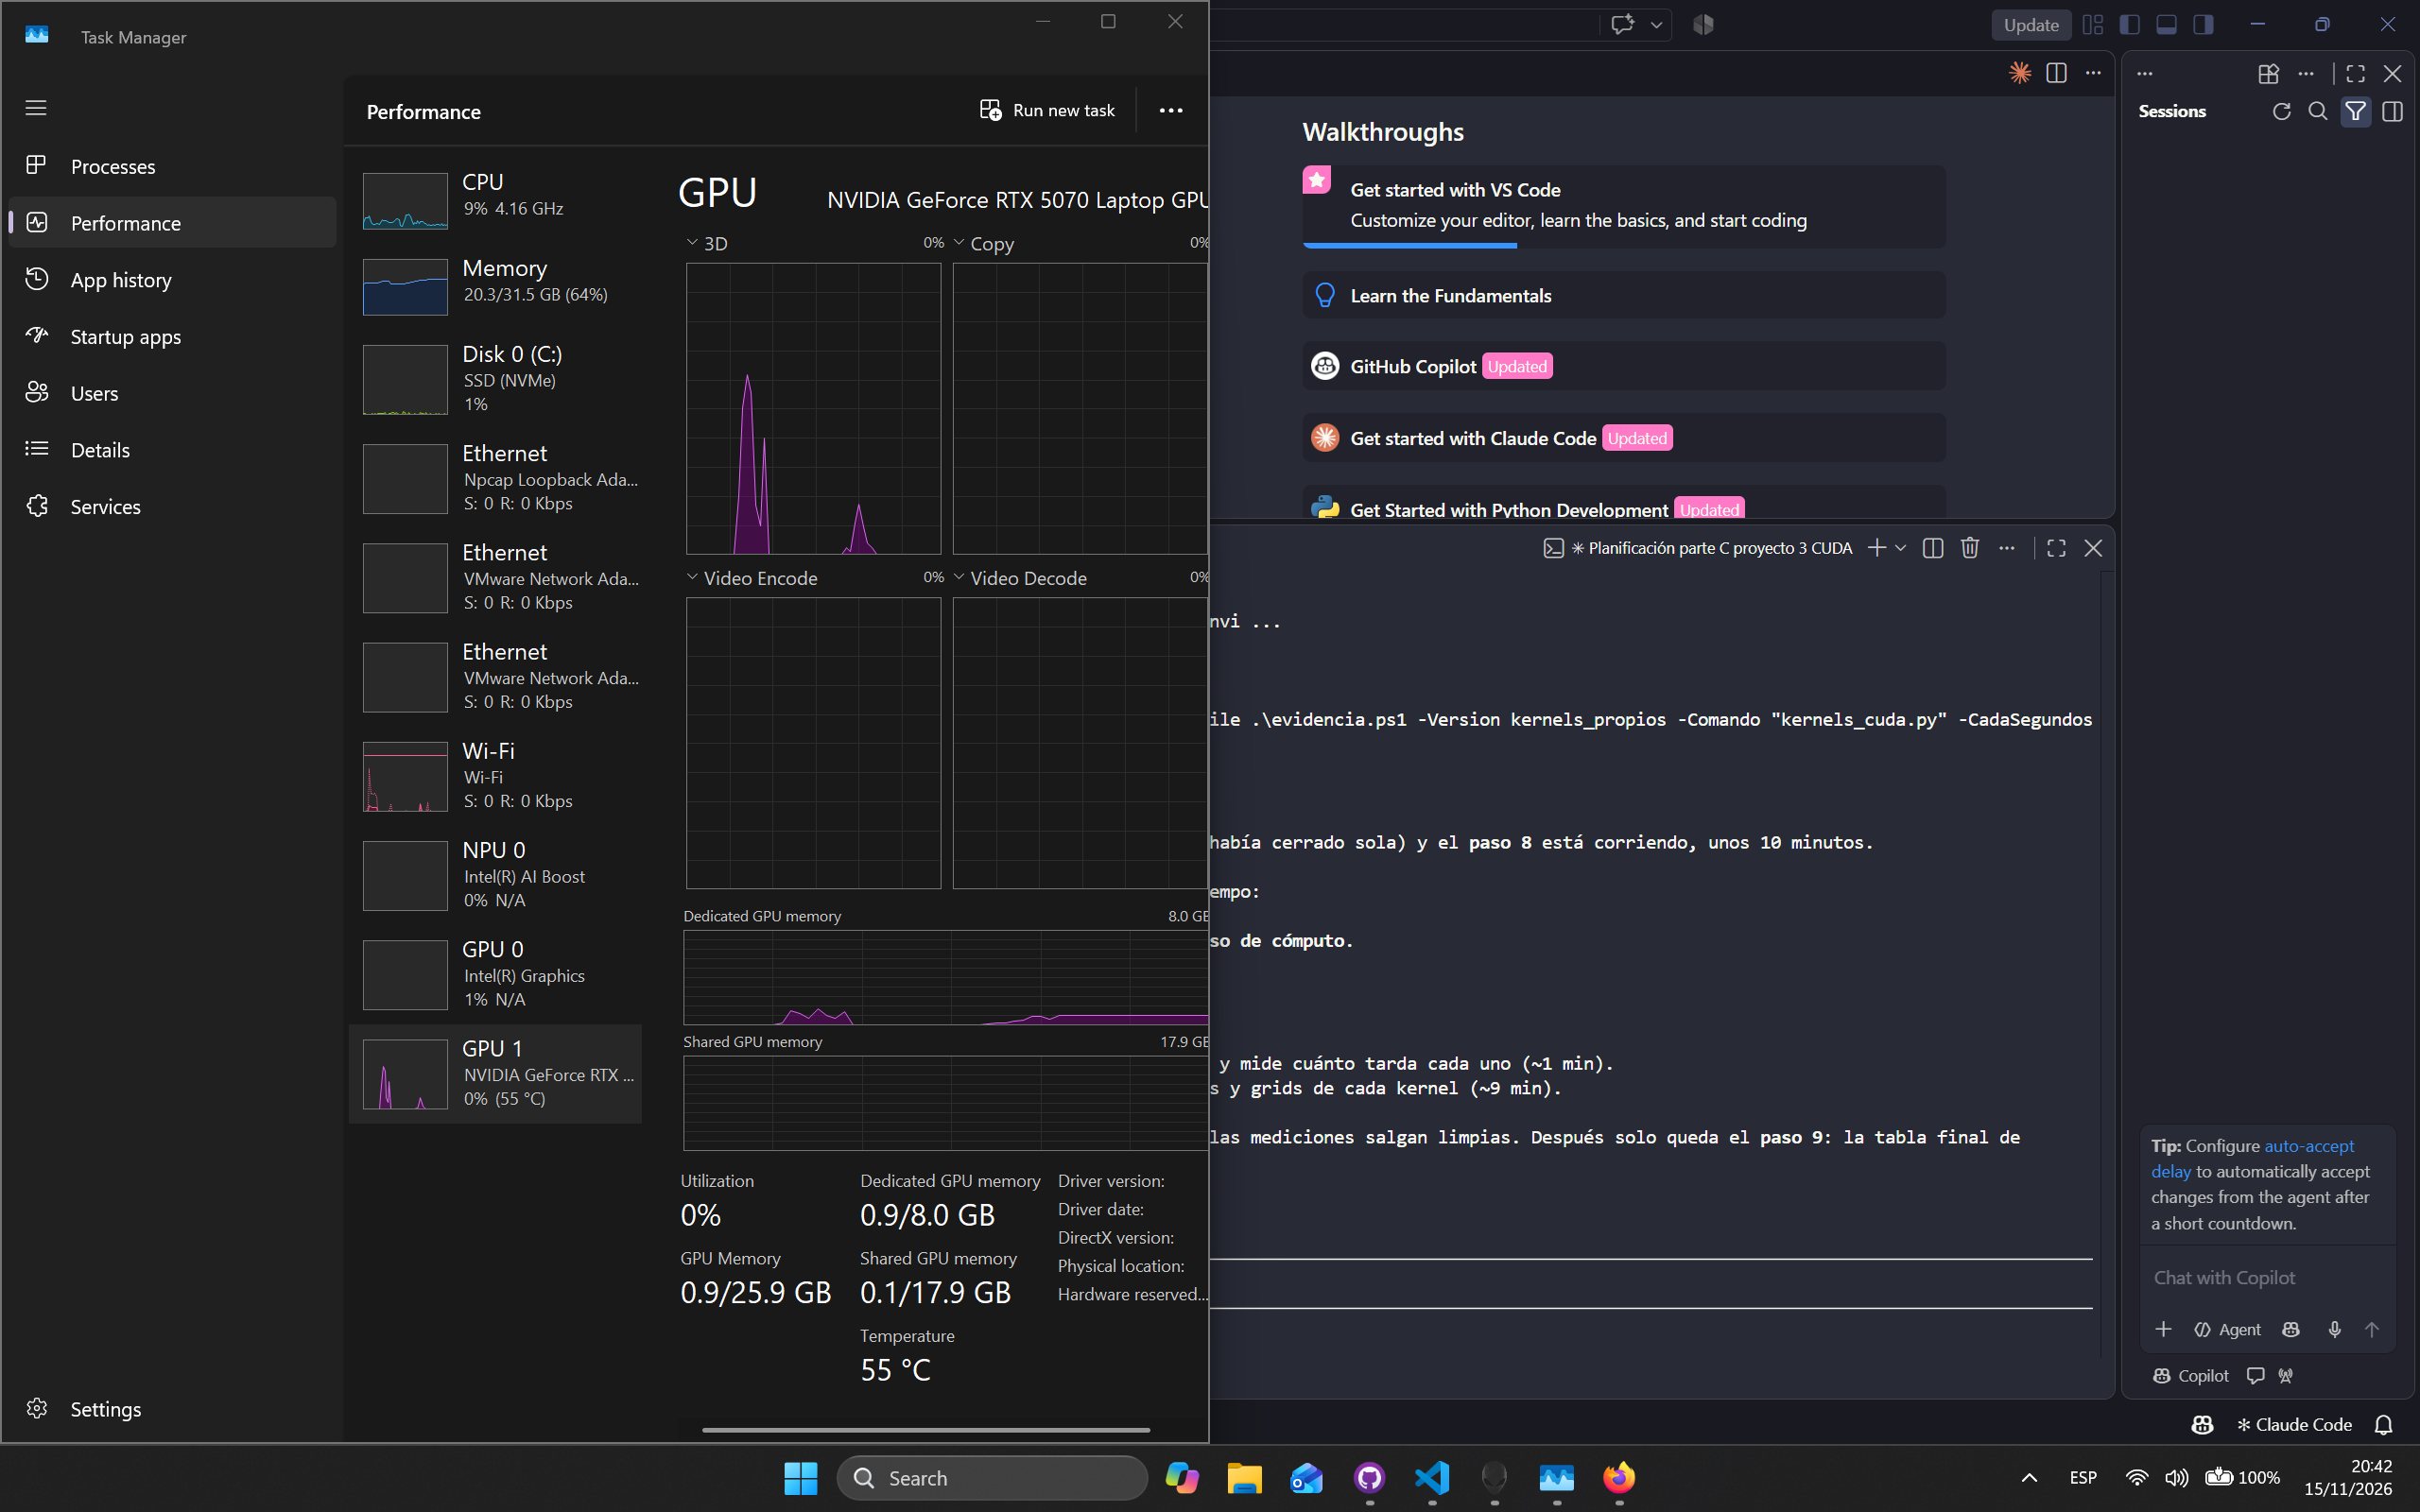 Task Manager
Performance
Run new task
Processes
Performance
App history
Startup apps
Users
Details
Services
Settings
CPU
9% 4.16 GHz
Memory
20.3/31.5 GB (64%)
Disk 0 (C:)
SSD (NVMe)
1%
Ethernet
Npcap Loopback Ada...
S: 0 R: 0 Kbps
Ethernet
VMware Network Ada...
S: 0 R: 0 Kbps
Ethernet
VMware Network Ada...
S: 0 R: 0 Kbps
Wi-Fi
Wi-Fi
S: 0 R: 0 Kbps
NPU 0
Intel(R) AI Boost
0% N/A
GPU 0
Intel(R) Graphics
1% N/A
GPU 1
NVIDIA GeForce RTX ...
0% (55 °C)
GPU NVIDIA GeForce RTX 5070 Laptop GPU
3D 0% Copy 0%
Video Encode 0% Video Decode 0%
Dedicated GPU memory 8.0 GB
Shared GPU memory 17.9 GB
Utilization
0%
Dedicated GPU memory
0.9/8.0 GB
GPU Memory
0.9/25.9 GB
Shared GPU memory
0.1/17.9 GB
Temperature
55 °C
Driver version:
Driver date:
DirectX version:
Physical location:
Hardware reserved...
Update
Walkthroughs
Get started with VS Code
Customize your editor, learn the basics, and start coding
Learn the Fundamentals
GitHub Copilot Updated
Get started with Claude Code Updated
Get Started with Python Development Updated
Planificación parte C proyecto 3 CUDA
nvi ...
ile .\evidencia.ps1 -Version kernels_propios -Comando "kernels_cuda.py" -CadaSegundos
había cerrado sola) y el paso 8 está corriendo, unos 10 minutos.
empo:
so de cómputo.
y mide cuánto tarda cada uno (~1 min).
s y grids de cada kernel (~9 min).
las mediciones salgan limpias. Después solo queda el paso 9: la tabla final de
Sessions
Tip: Configure auto-accept
delay to automatically accept
changes from the agent after
a short countdown.
Chat with Copilot
Agent
Copilot
Claude Code
Search
ESP
100%
20:42
15/11/2026